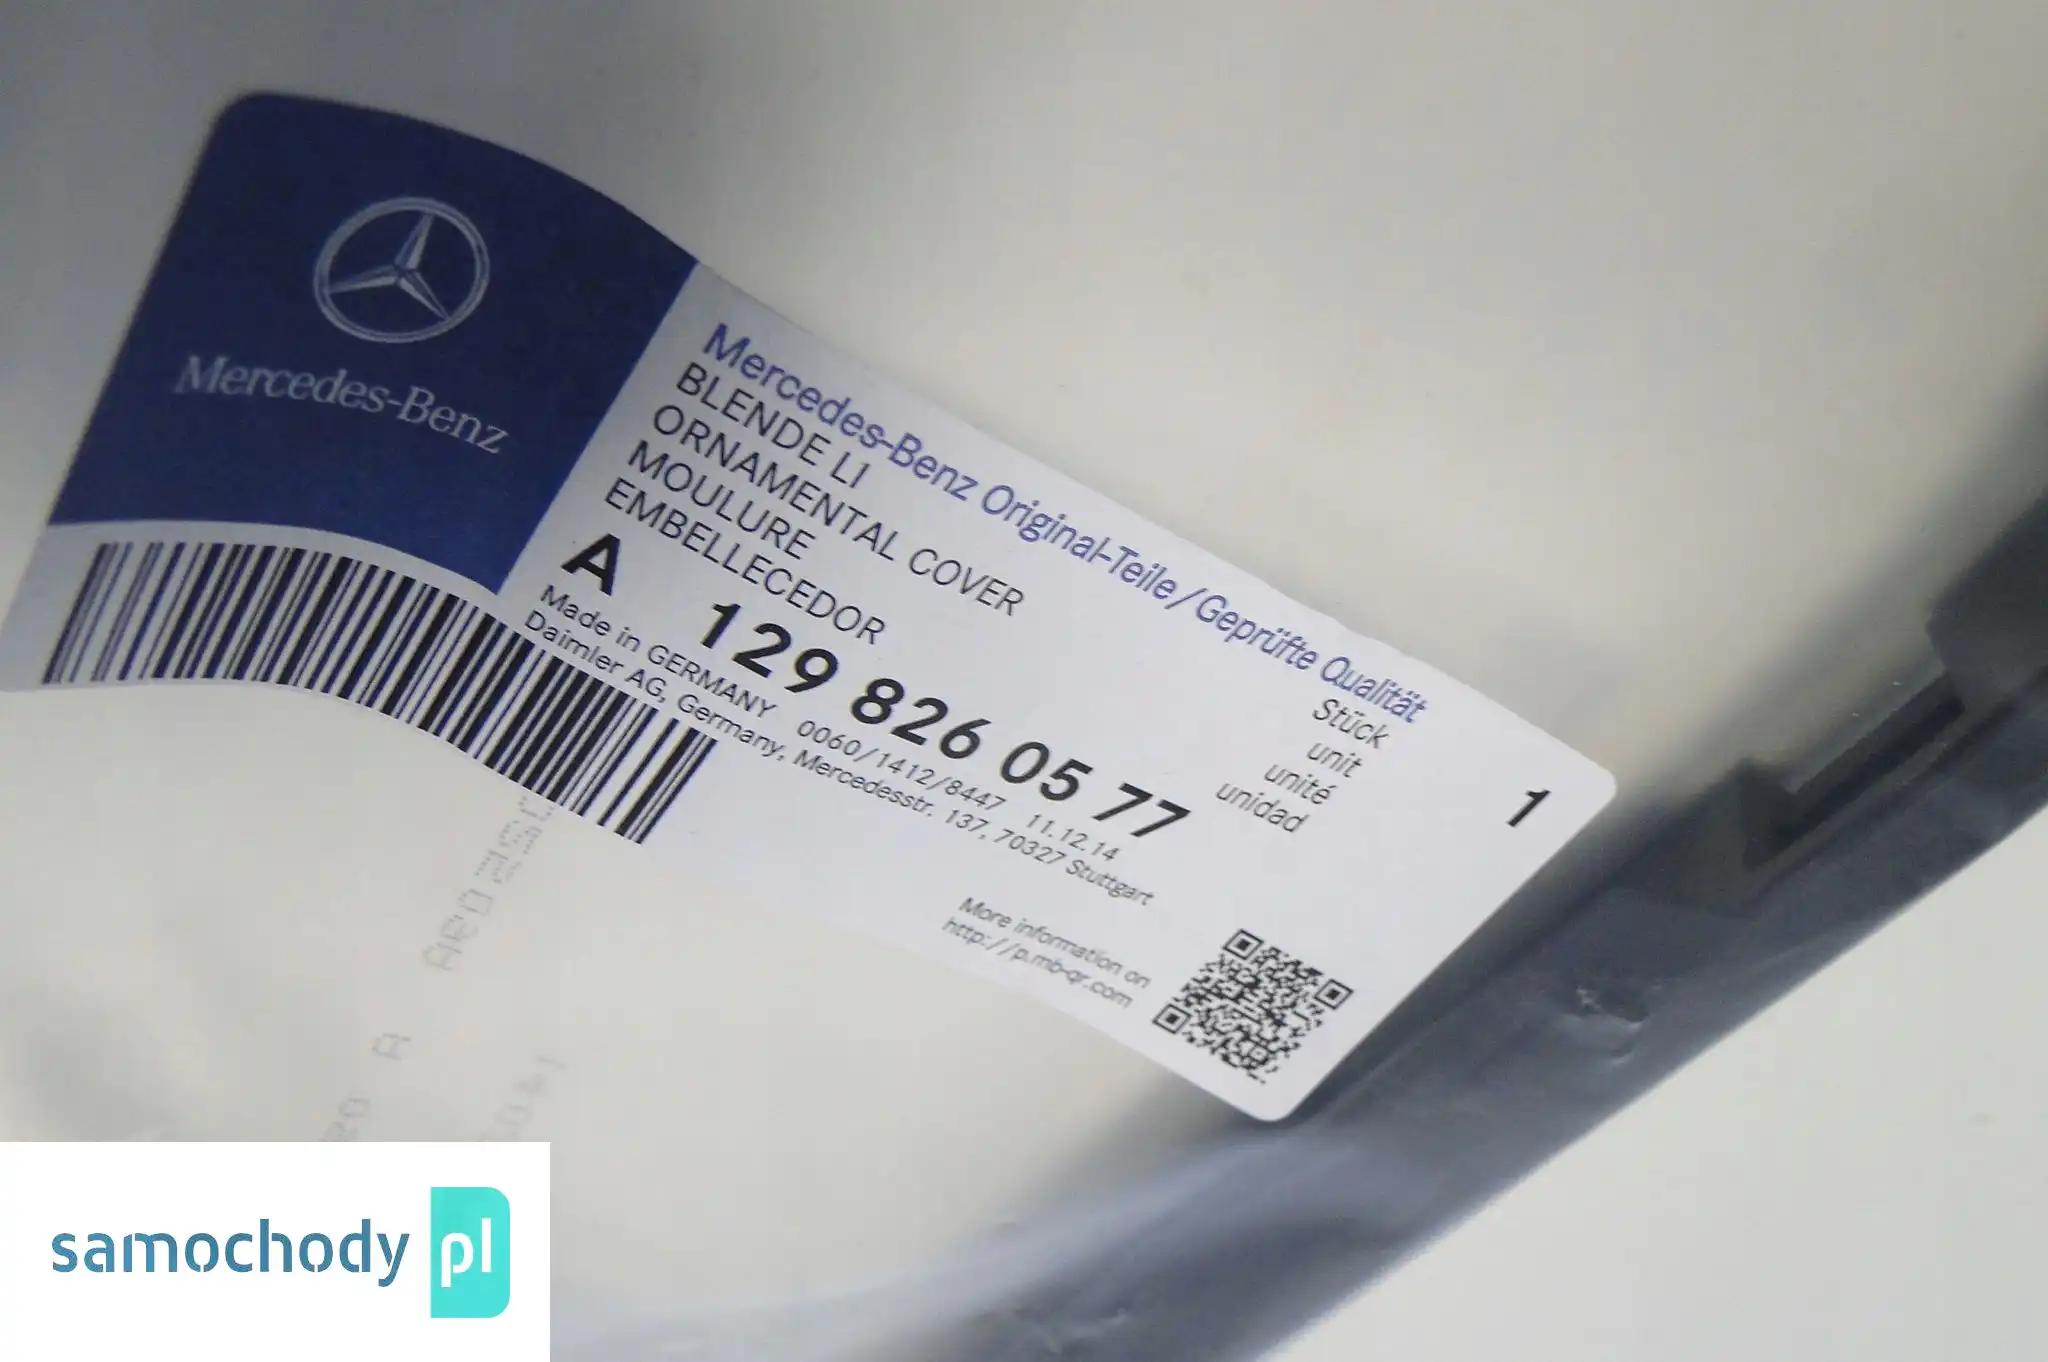 Mercedes-Benz
Mercedes-Benz Original-Teile/Geprüfte Qualität
BLENDE LI
ORNAMENTAL COVER
MOULURE
EMBELLECEDOR
Stück
unit
unité
unidad
1
A 129 826 05 77
Made in GERMANY 0060/1412/8447 11.12.14
Daimler AG, Germany, Mercedesstr. 137, 70327 Stuttgart
More information on
http://p.mb-qr.com
samochody pl